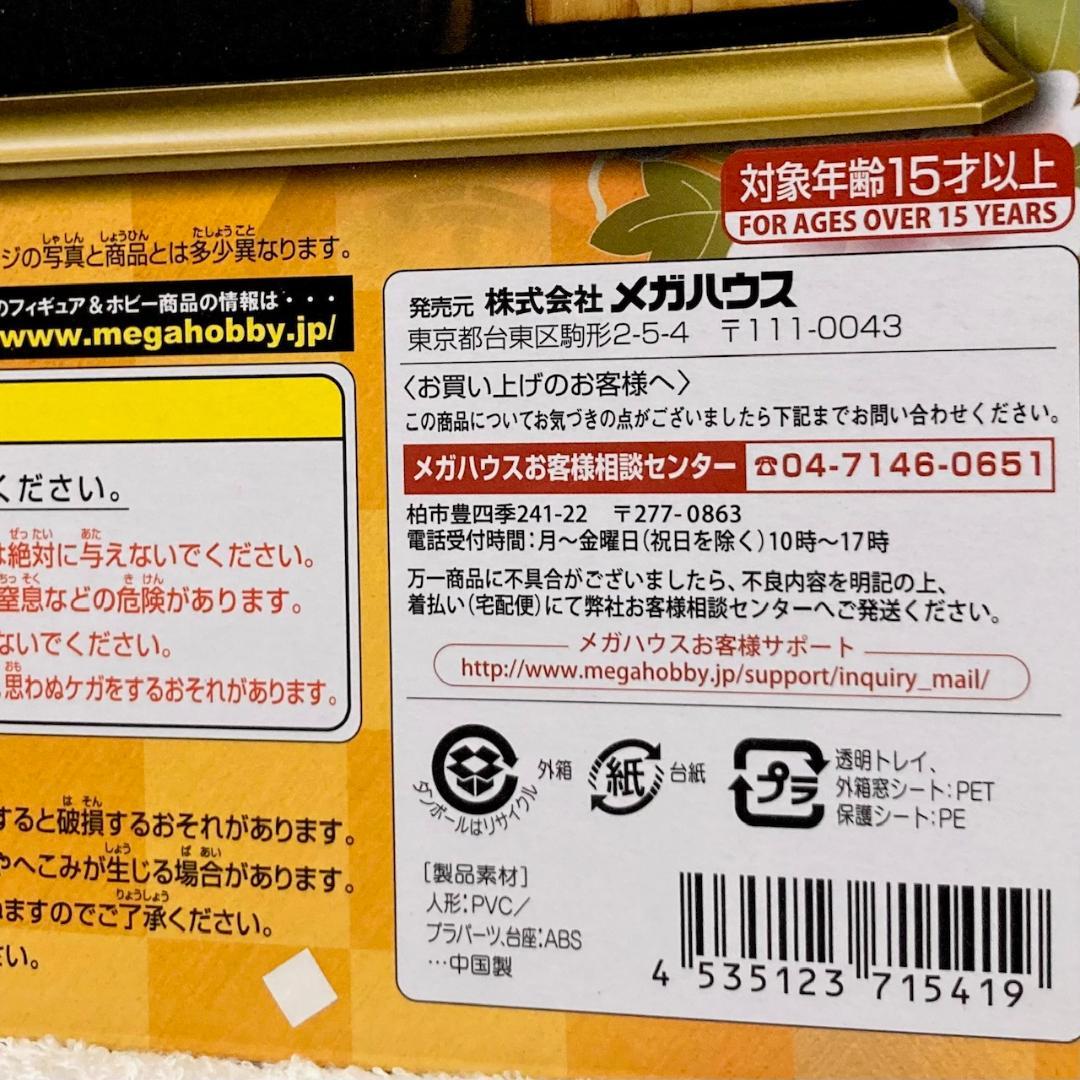 対象年齢15才以上
FOR AGES OVER 15 YEARS
ジの写真と商品とは多少異なります。
のフィギュア&ホビー商品の情報は・・・
www.megahobby.jp/
ください。
は絶対に与えないでください。
窒息などの危険があります。
ないでください。
思わぬケガをするおそれがあります。
すると破損するおそれがあります。
やへこみが生じる場合があります。
いますのでご了承ください。
さい。
発売元 株式会社 メガハウス
東京都台東区駒形2-5-4 〒111-0043
〈お買い上げのお客様へ〉
この商品についてお気づきの点がございましたら下記までお問い合わせください。
メガハウスお客様相談センター ☎04-7146-0651
柏市豊四季241-22 〒277-0863
電話受付時間:月〜金曜日(祝日を除く)10時〜17時
万一商品に不具合がございましたら、不良内容を明記の上、
着払い(宅配便)にて弊社お客様相談センターへご発送ください。
メガハウスお客様サポート
http://www.megahobby.jp/support/inquiry_mail/
ダンボールはリサイクル
外箱
紙
台紙
プラ
透明トレイ、
外箱窓シート:PET
保護シート:PE
[製品素材]
人形:PVC/
プラパーツ、台座:ABS
…中国製
4 535123 715419